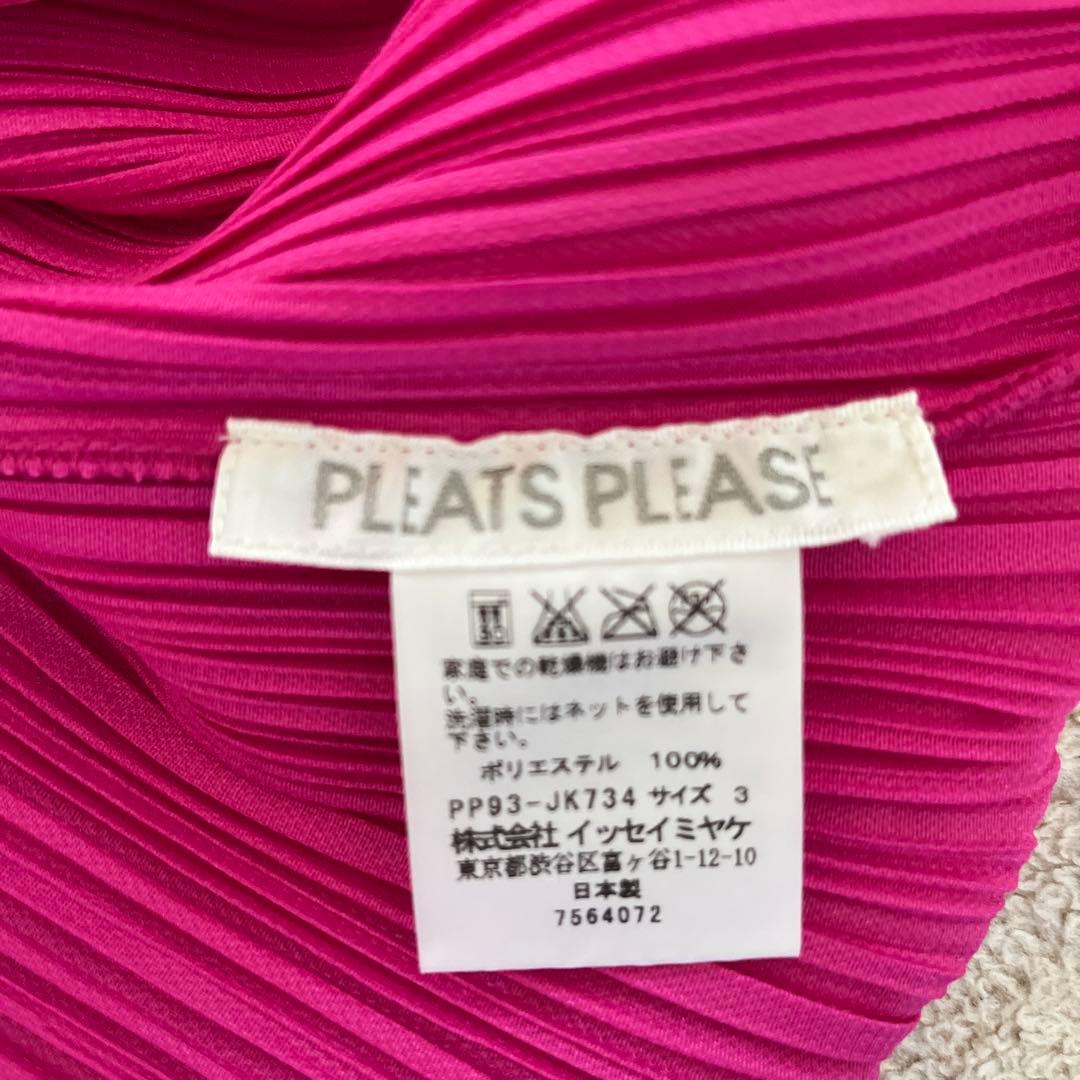 PLEATS PLEASE
家庭での乾燥機はお避け下さ
い。
洗濯時にはネットを使用して
下さい。
ポリエステル 100%
PP93-JK734 サイズ 3
株式会社 イッセイミヤケ
東京都渋谷区富ヶ谷1-12-10
日本製
7564072